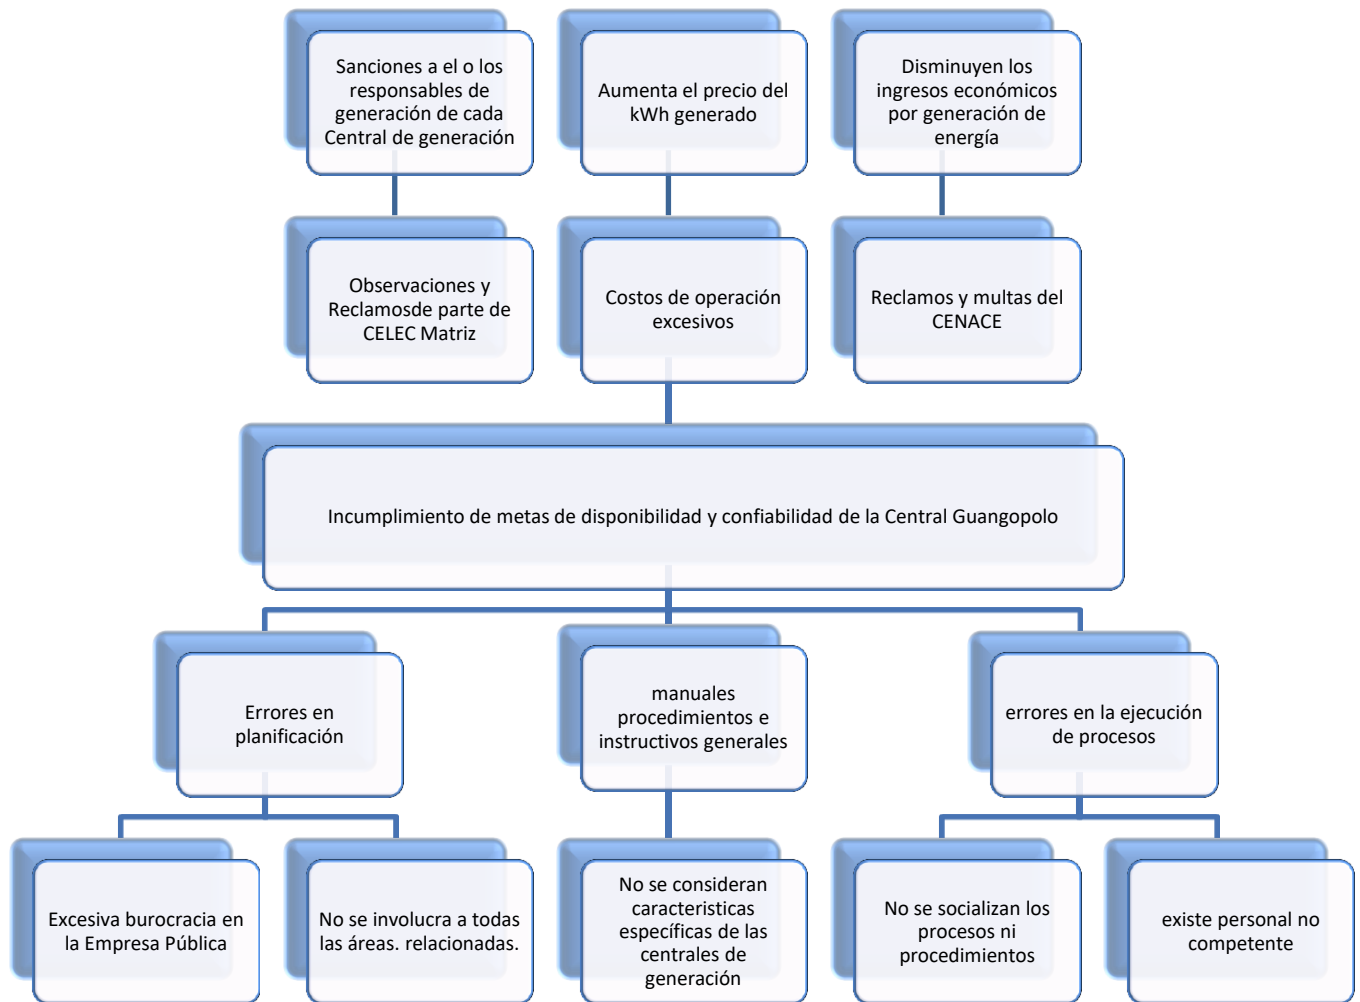 Sanciones a el o los
responsables de
generación de cada
Central de generación
Aumenta el precio del
kWh generado
Disminuyen los
ingresos económicos
por generación de
energía
Observaciones y
Reclamosde parte de
CELEC Matriz
Costos de operación
excesivos
Reclamos y multas del
CENACE
Incumplimiento de metas de disponibilidad y confiabilidad de la Central Guangopolo
Errores en
planificación
manuales
procedimientos e
instructivos generales
errores en la ejecución
de procesos
Excesiva burocracia en
la Empresa Pública
No se involucra a todas
las áreas. relacionadas.
No se consideran
caracteristicas
específicas de las
centrales de
generación
No se socializan los
procesos ni
procedimientos
existe personal no
competente